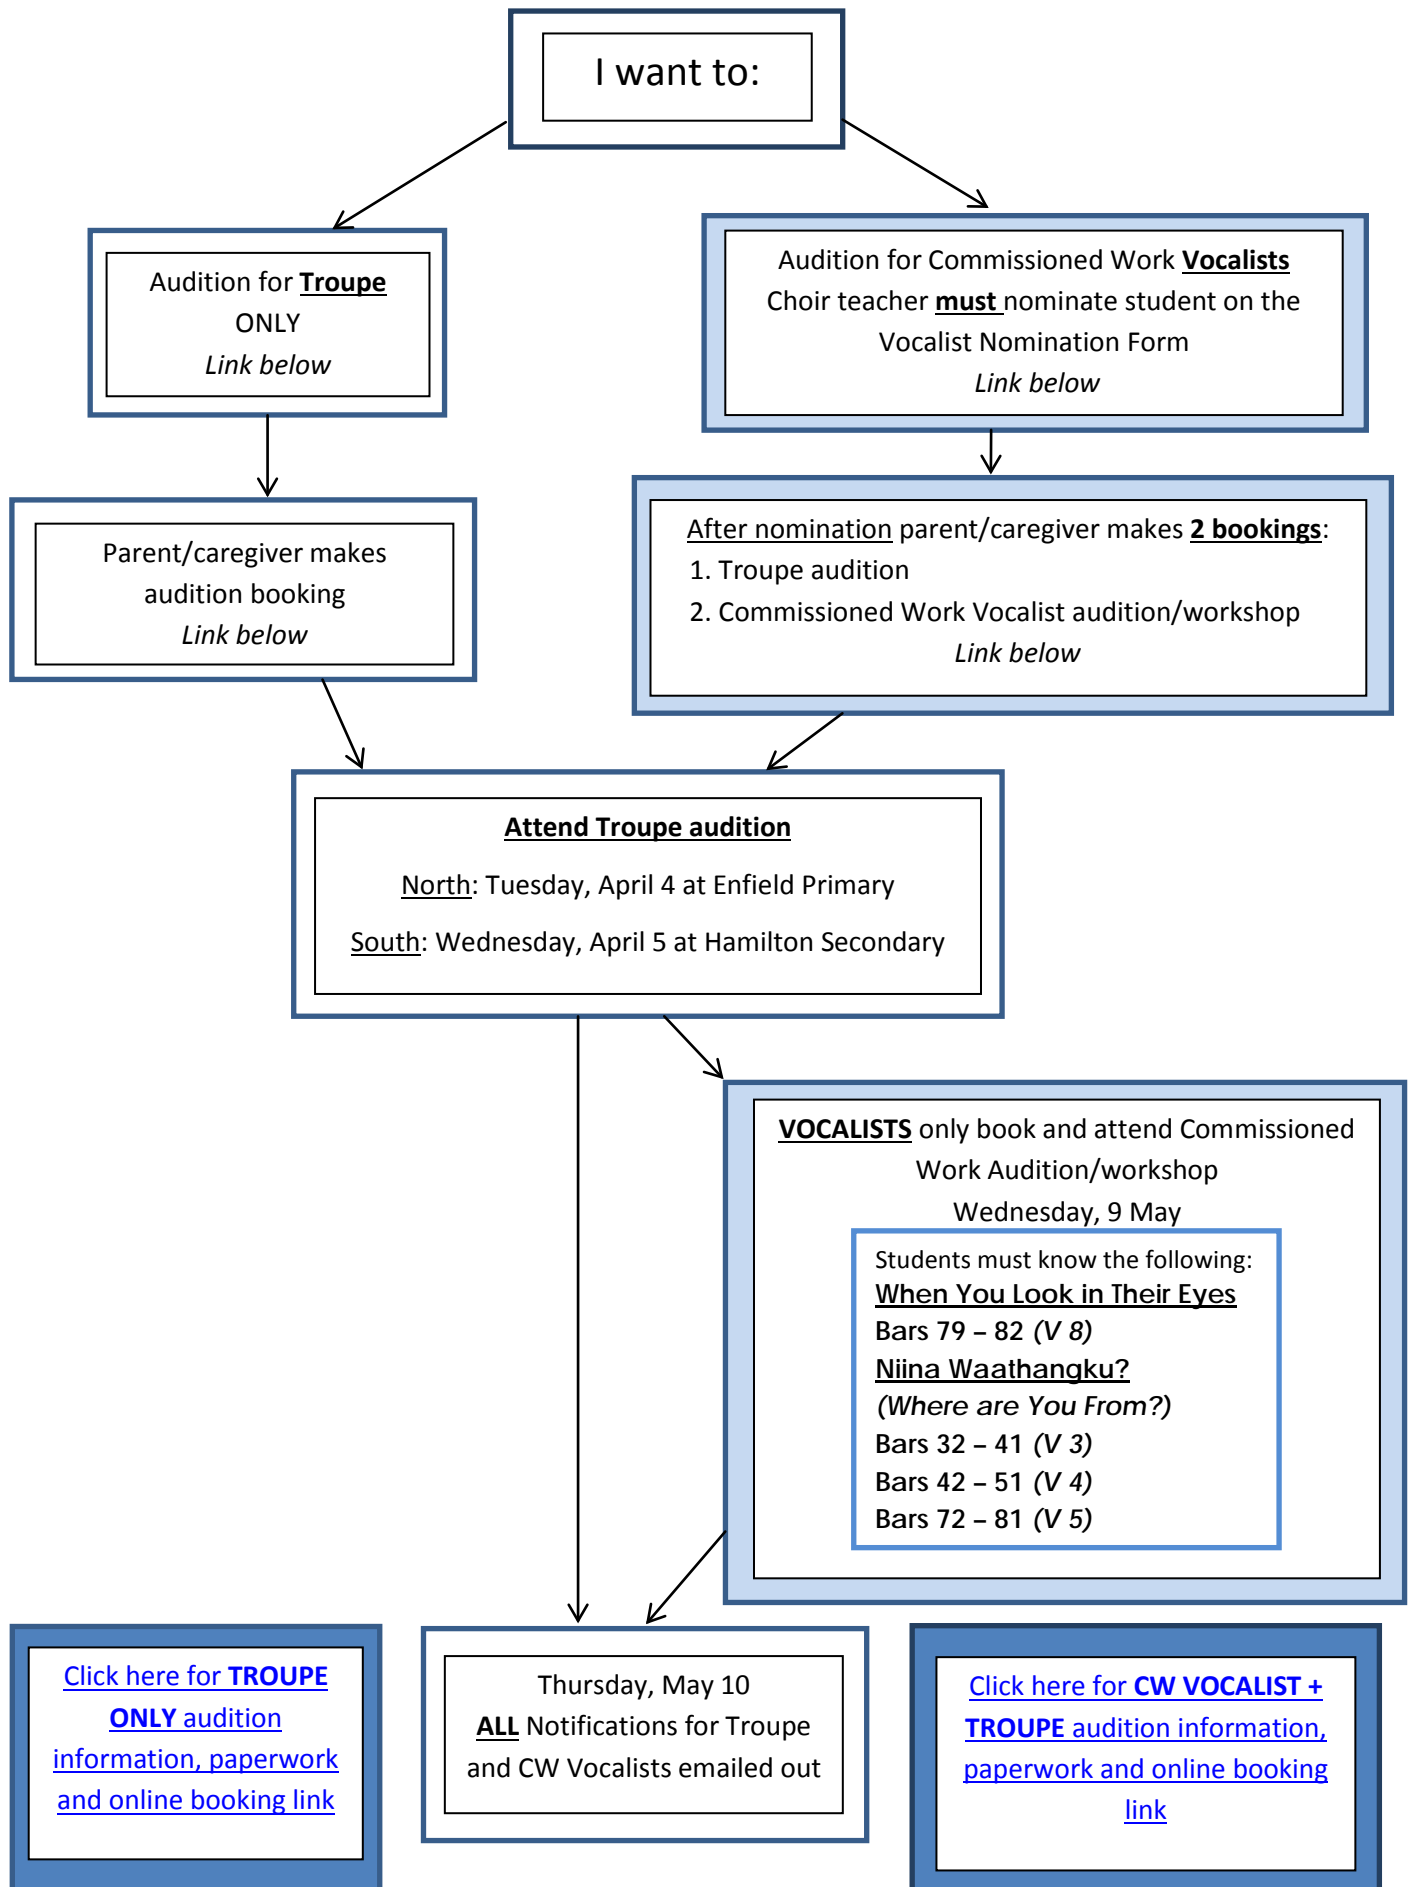 I want to:
Audition for Troupe
ONLY
Link below
Audition for Commissioned Work Vocalists
Choir teacher must nominate student on the
Vocalist Nomination Form
Link below
Parent/caregiver makes
audition booking
Link below
After nomination parent/caregiver makes 2 bookings:
1. Troupe audition
2. Commissioned Work Vocalist audition/workshop
Link below
Attend Troupe audition
North: Tuesday, April 4 at Enfield Primary
South: Wednesday, April 5 at Hamilton Secondary
VOCALISTS only book and attend Commissioned
Work Audition/workshop
Wednesday, 9 May
Students must know the following:
When You Look in Their Eyes
Bars 79 – 82 (V 8)
Niina Waathangku?
(Where are You From?)
Bars 32 – 41 (V 3)
Bars 42 – 51 (V 4)
Bars 72 – 81 (V 5)
Click here for TROUPE
ONLY audition
information, paperwork
and online booking link
Thursday, May 10
ALL Notifications for Troupe
and CW Vocalists emailed out
Click here for CW VOCALIST +
TROUPE audition information,
paperwork and online booking
link